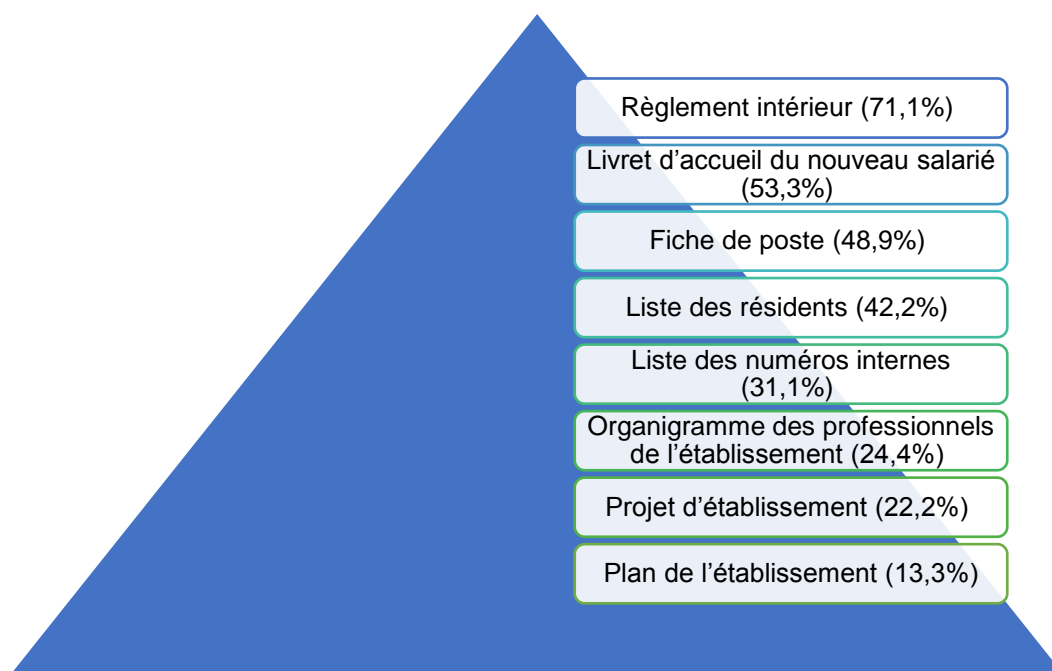 Règlement intérieur (71,1%)
Livret d’accueil du nouveau salarié
(53,3%)
Fiche de poste (48,9%)
Liste des résidents (42,2%)
Liste des numéros internes
(31,1%)
Organigramme des professionnels
de l’établissement (24,4%)
Projet d’établissement (22,2%)
Plan de l’établissement (13,3%)